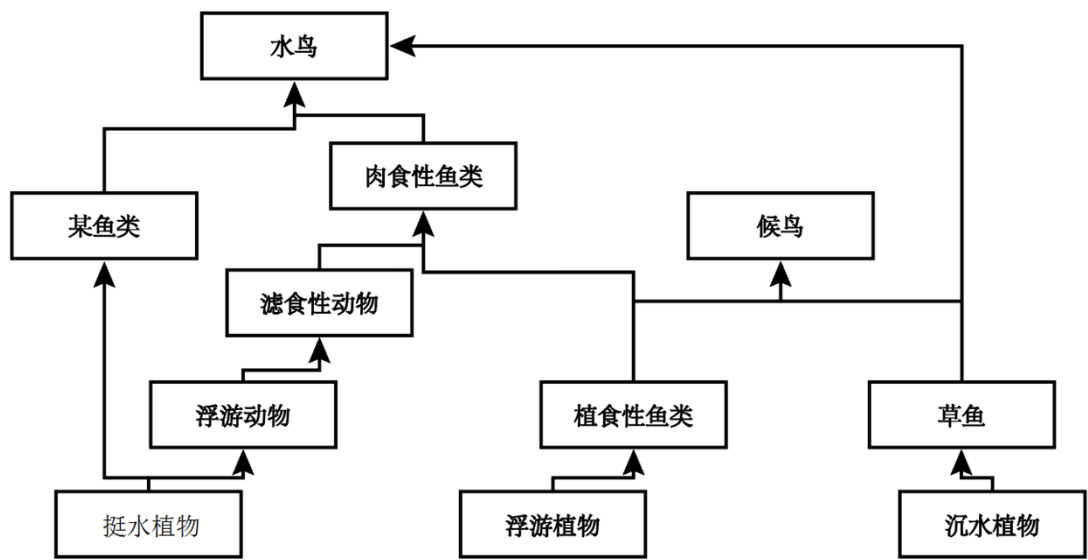 水鸟
肉食性鱼类
某鱼类
候鸟
滤食性动物
浮游动物
植食性鱼类
草鱼
挺水植物
浮游植物
沉水植物